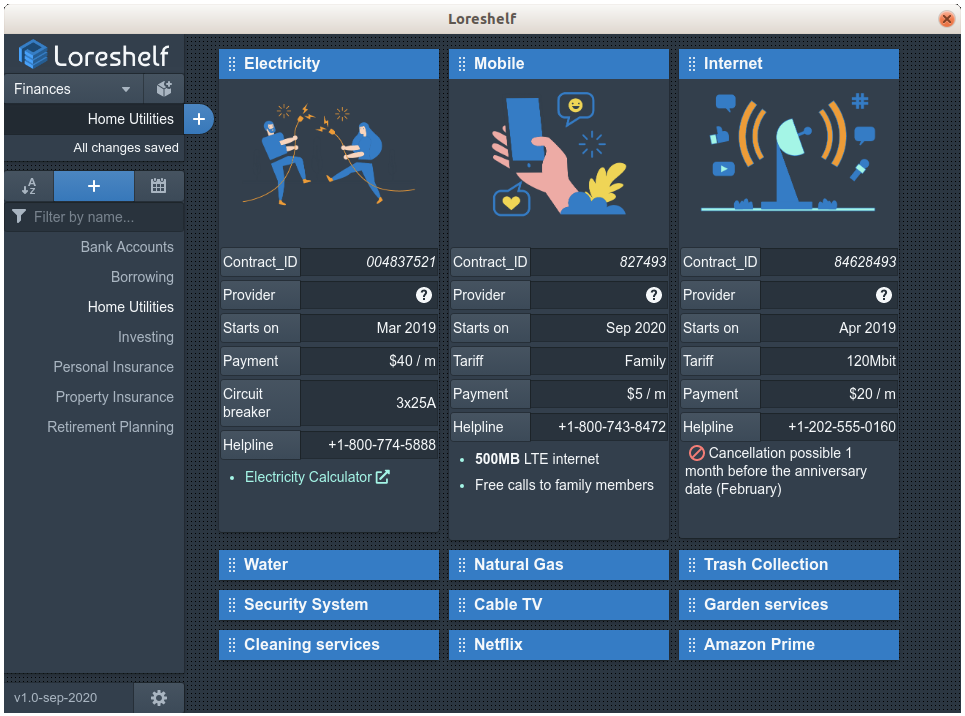 Loreshelf
Loreshelf
Finances
Home Utilities
All changes saved
A
Z
Filter by name...
Bank Accounts
Borrowing
Home Utilities
Investing
Personal Insurance
Property Insurance
Retirement Planning
v1.0-sep-2020
Electricity
Contract_ID 004837521
Provider
Starts on Mar 2019
Payment $40 / m
Circuit
breaker 3x25A
Helpline +1-800-774-5888
Electricity Calculator
Mobile
Contract_ID 827493
Provider
Starts on Sep 2020
Tariff Family
Payment $5 / m
Helpline +1-800-743-8472
500MB LTE internet
Free calls to family members
Internet
Contract_ID 84628493
Provider
Starts on Apr 2019
Tariff 120Mbit
Payment $20 / m
Helpline +1-202-555-0160
Cancellation possible 1
month before the anniversary
date (February)
Water
Natural Gas
Trash Collection
Security System
Cable TV
Garden services
Cleaning services
Netflix
Amazon Prime